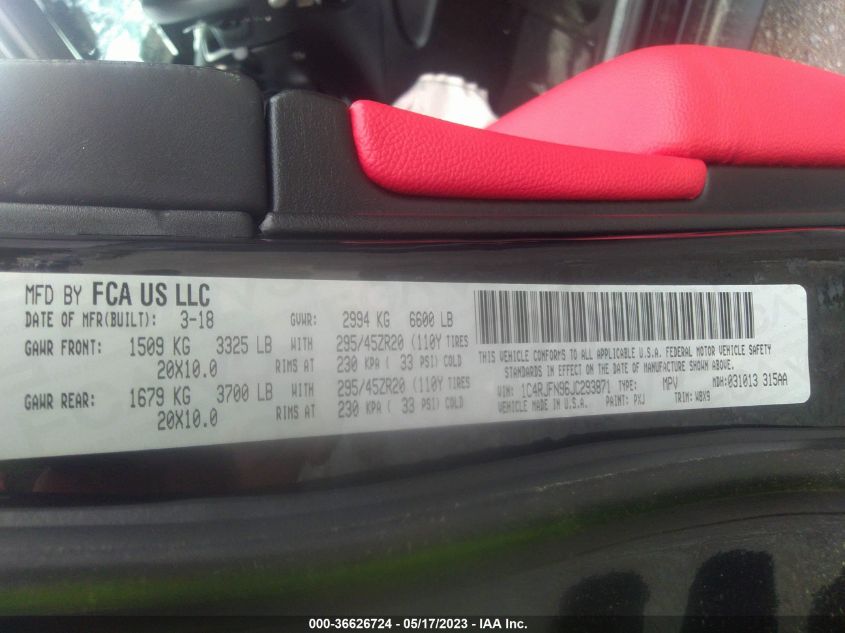 MFD BY FCA US LLC
DATE OF MFR(BUILT): 3-18 GVWR: 2994 KG 6600 LB
GAWR FRONT: 1509 KG 3325 LB WITH 295/45ZR20 (110Y TIRES
20X10.0 RIMS AT 230 KPA ( 33 PSI) COLD
GAWR REAR: 1679 KG 3700 LB WITH 295/45ZR20 (110Y TIRES
20X10.0 RIMS AT 230 KPA ( 33 PSI) COLD
THIS VEHICLE CONFORMS TO ALL APPLICABLE U.S.A. FEDERAL MOTOR VEHICLE SAFETY
STANDARDS IN EFFECT ON THE DATE OF MANUFACTURE SHOWN ABOVE.
VIN: 1C4RJFN96JC293871 TYPE: MPV MDH:031013 315AA
VEHICLE MADE IN U.S.A. PAINT: PXJ TRIM: W8X9
000-36626724 - 05/17/2023 - IAA Inc.